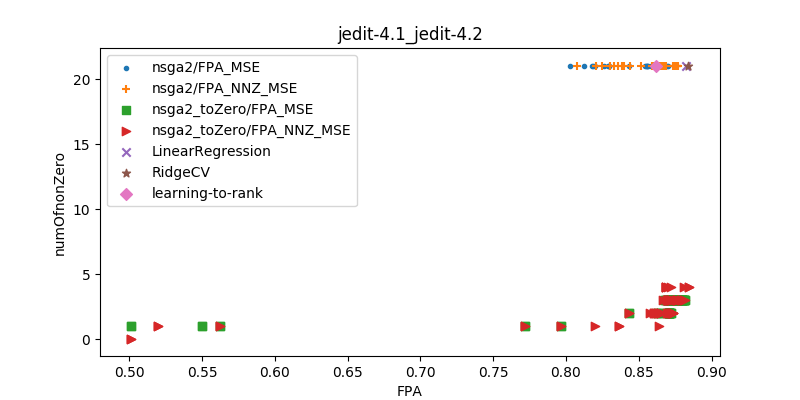 jedit-4.1_jedit-4.2
nsga2/FPA_MSE
nsga2/FPA_NNZ_MSE
nsga2_toZero/FPA_MSE
nsga2_toZero/FPA_NNZ_MSE
LinearRegression
RidgeCV
learning-to-rank
numOfnonZero
20
15
10
5
0
0.50 0.55 0.60 0.65 0.70 0.75 0.80 0.85 0.90
FPA